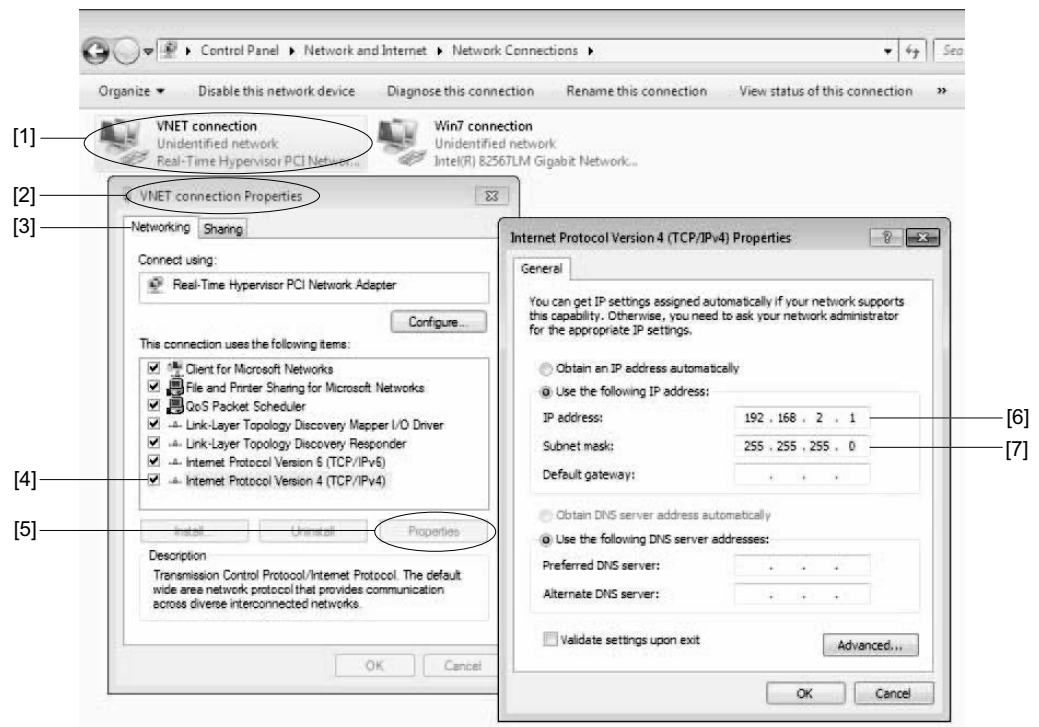 Control Panel Network and Internet Network Connections
Organize Disable this network device Diagnose this connection Rename this connection View status of this connection »
[1]
VNET connection
Unidentified network
Real-Time Hypervisor PCI Networ...
Win7 connection
Unidentified network
Intel(R) 82567LM Gigabit Network...
[2]
VNET connection Properties
[3]
Networking Sharing
Connect using:
Real-Time Hypervisor PCI Network Adapter
Configure...
This connection uses the following items:
Client for Microsoft Networks
File and Printer Sharing for Microsoft Networks
QoS Packet Scheduler
Link-Layer Topology Discovery Mapper I/O Driver
Link-Layer Topology Discovery Responder
Internet Protocol Version 6 (TCP/IPv6)
[4]
Internet Protocol Version 4 (TCP/IPv4)
[5]
Install... Uninstall Properties
Description
Transmission Control Protocol/Internet Protocol. The default
wide area network protocol that provides communication
across diverse interconnected networks.
OK Cancel
Internet Protocol Version 4 (TCP/IPv4) Properties
General
You can get IP settings assigned automatically if your network supports
this capability. Otherwise, you need to ask your network administrator
for the appropriate IP settings.
Obtain an IP address automatically
Use the following IP address:
IP address: 192 . 168 . 2 . 1
[6]
Subnet mask: 255 . 255 . 255 . 0
[7]
Default gateway: . . .
Obtain DNS server address automatically
Use the following DNS server addresses:
Preferred DNS server: . . .
Alternate DNS server: . . .
Validate settings upon exit
Advanced...
OK Cancel